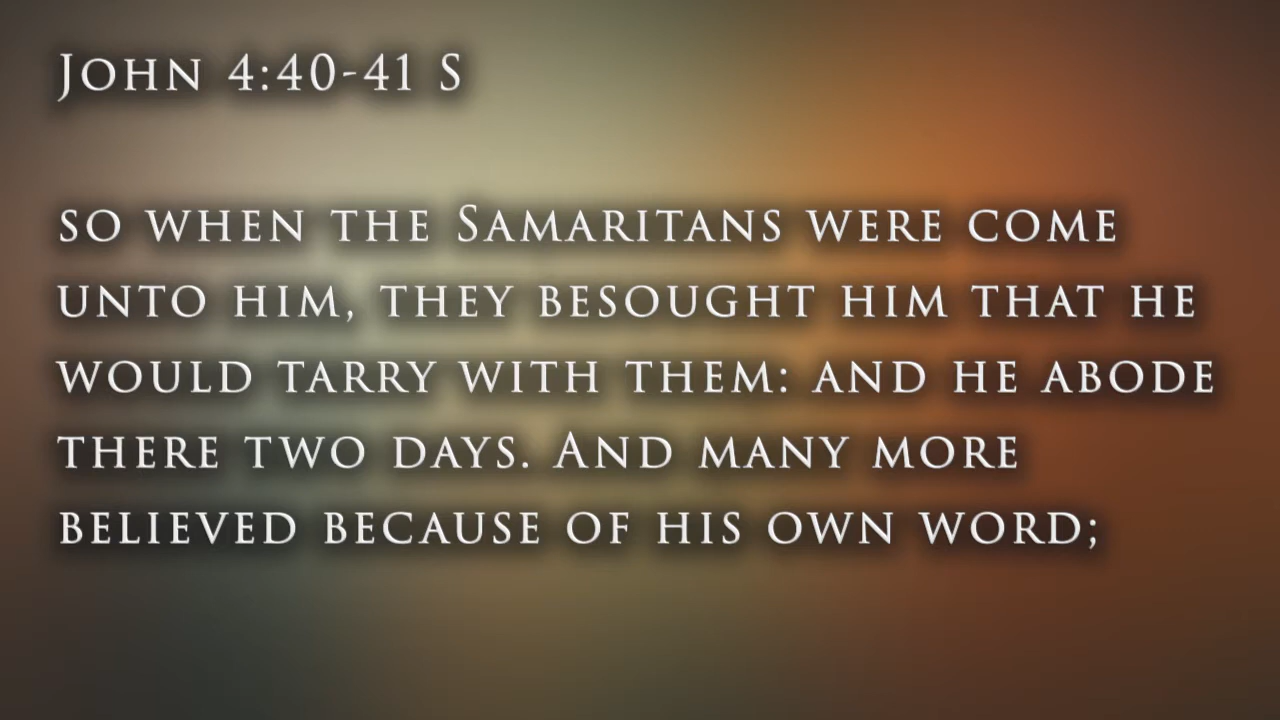 John 4:40-41 S
so when the Samaritans were come
unto him, they besought him that he
would tarry with them: and he abode
there two days. And many more
believed because of his own word;